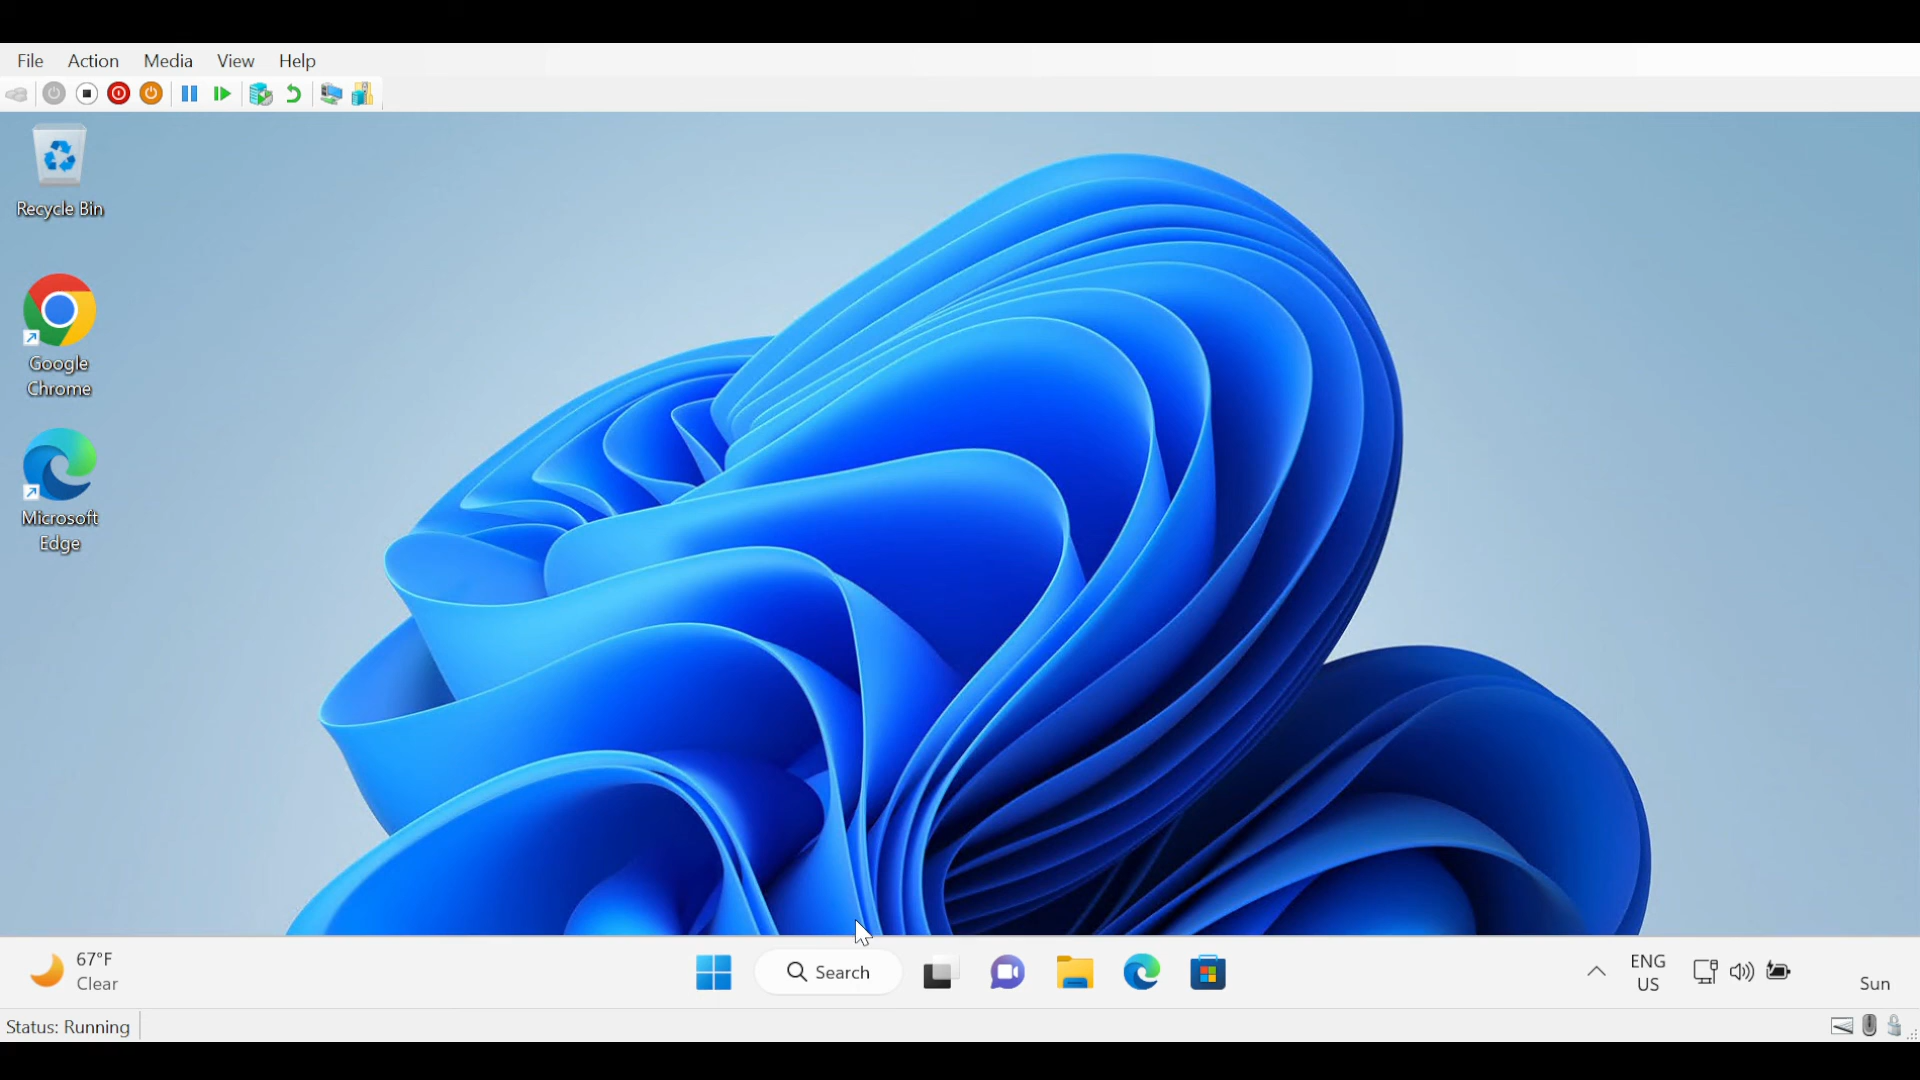 File Action Media View Help
Recycle Bin
Google
Chrome
Microsoft
Edge
67°F
Clear
Search
ENG
US
Sun
Status: Running